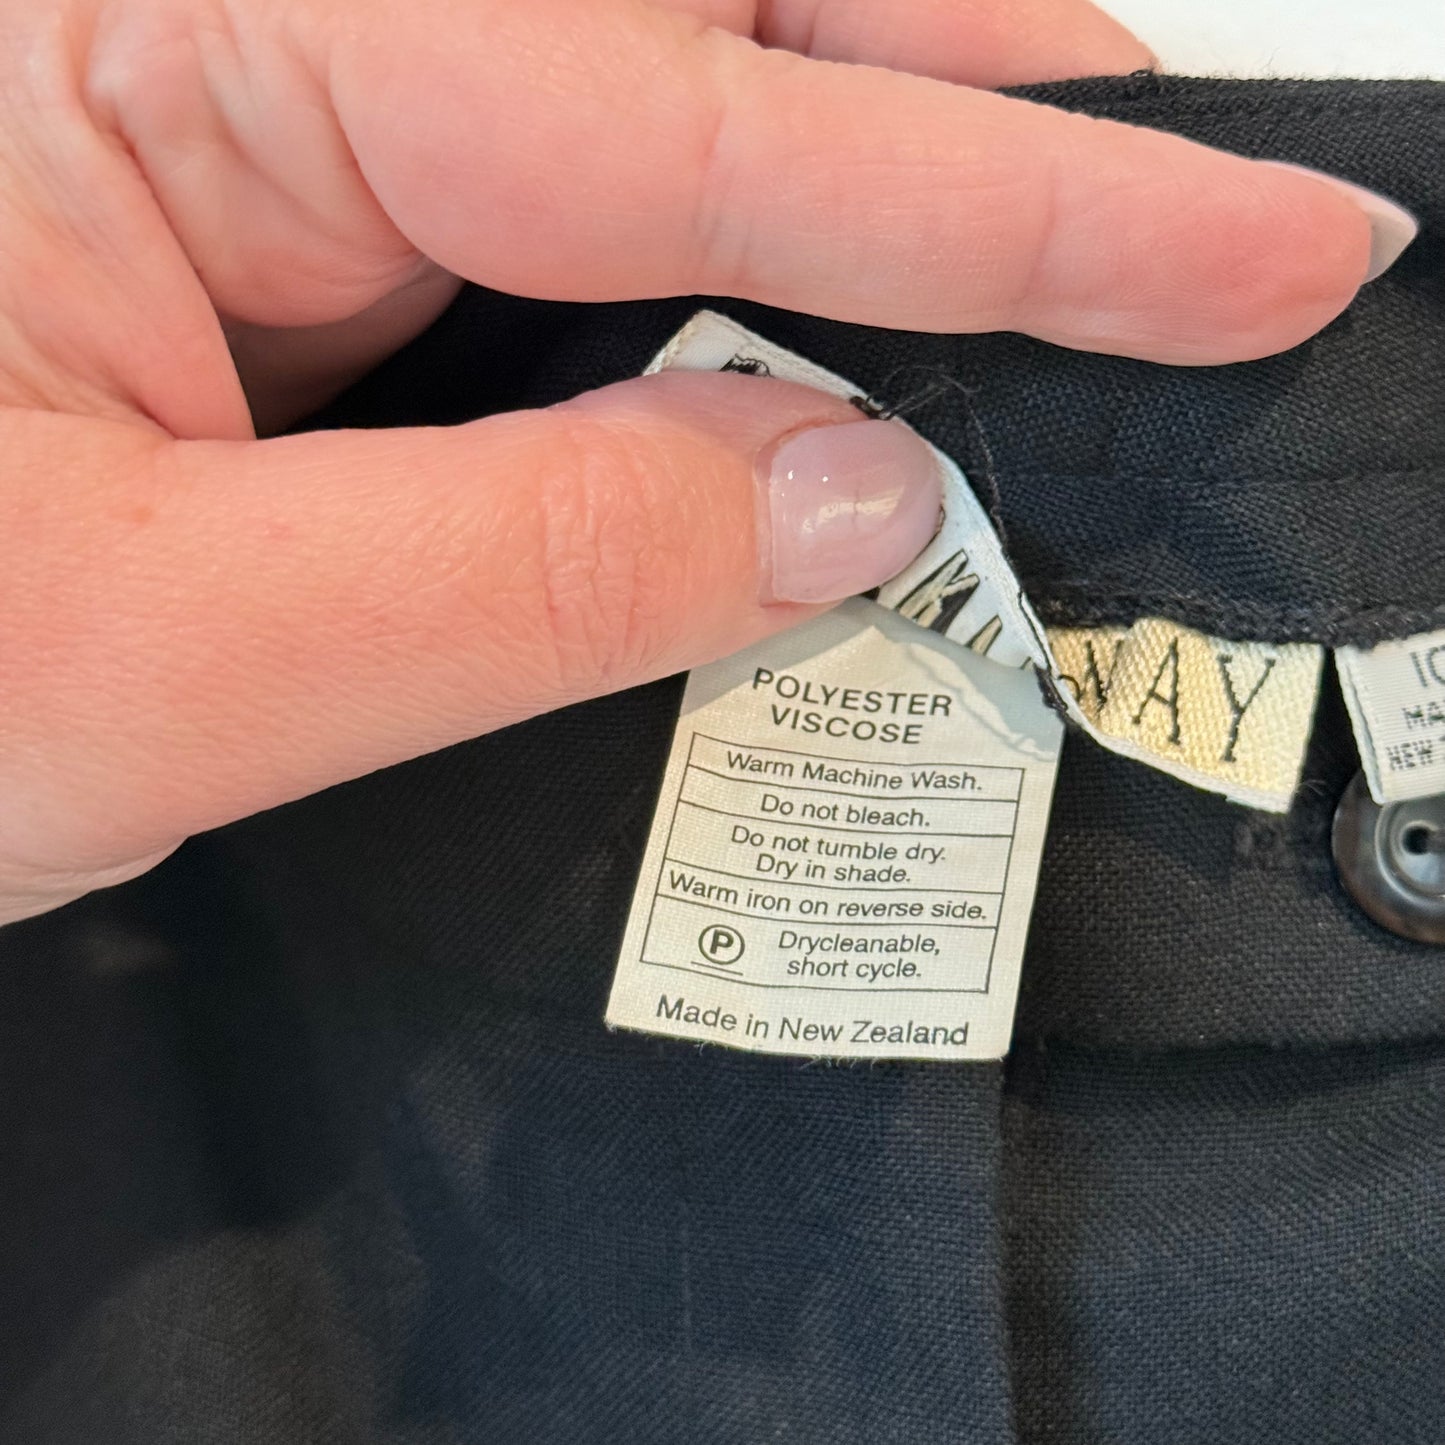 WAY
POLYESTER
VISCOSE
Warm Machine Wash.
Do not bleach.
Do not tumble dry.
Dry in shade.
Warm iron on reverse side.
P Drycleanable,
short cycle.
Made in New Zealand
NEW